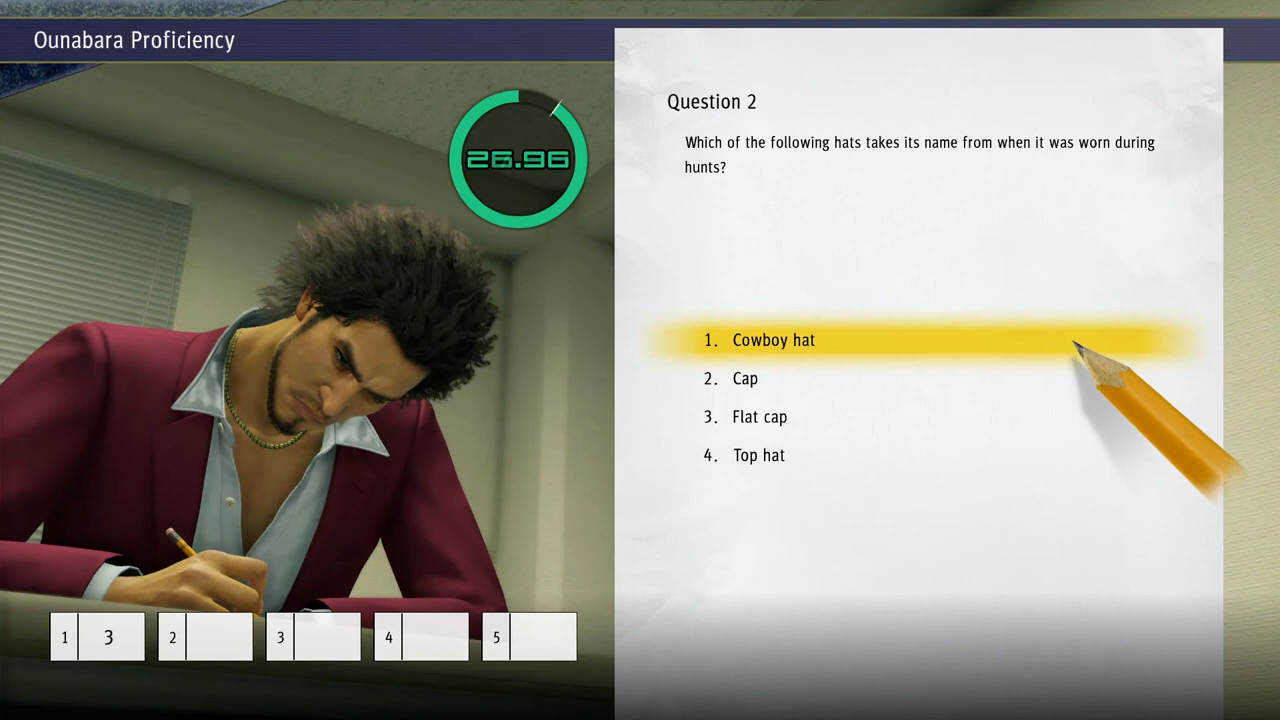 Ounabara Proficiency
26.96
Question 2
Which of the following hats takes its name from when it was worn during
hunts?
1. Cowboy hat
2. Cap
3. Flat cap
4. Top hat
1 3 2 3 4 5